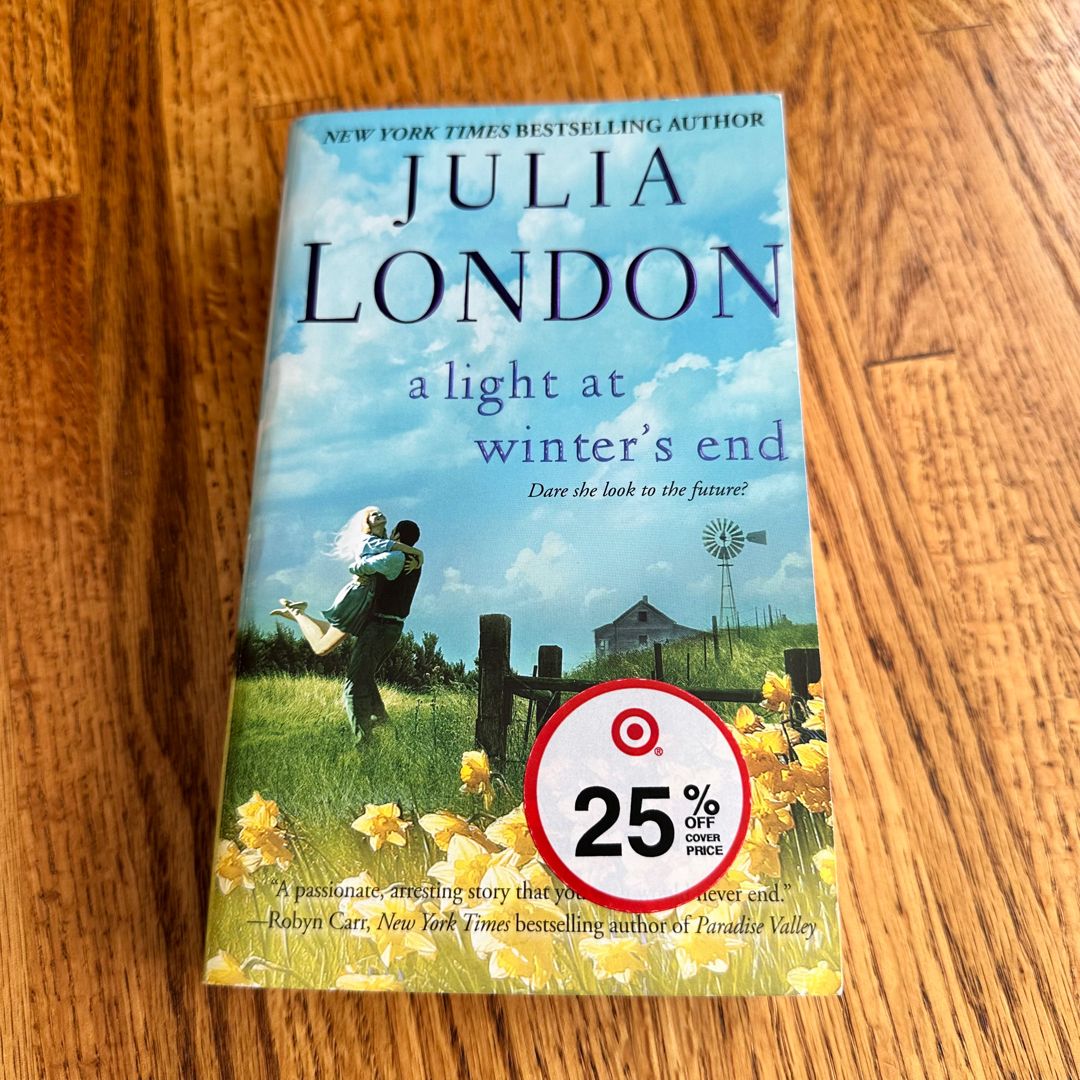 NEW YORK TIMES BESTSELLING AUTHOR
JULIA
LONDON
a light at
winter's end
Dare she look to the future?
®
25% OFF
COVER
PRICE
"A passionate, arresting story that never end."
—Robyn Carr, New York Times bestselling author of Paradise Valley